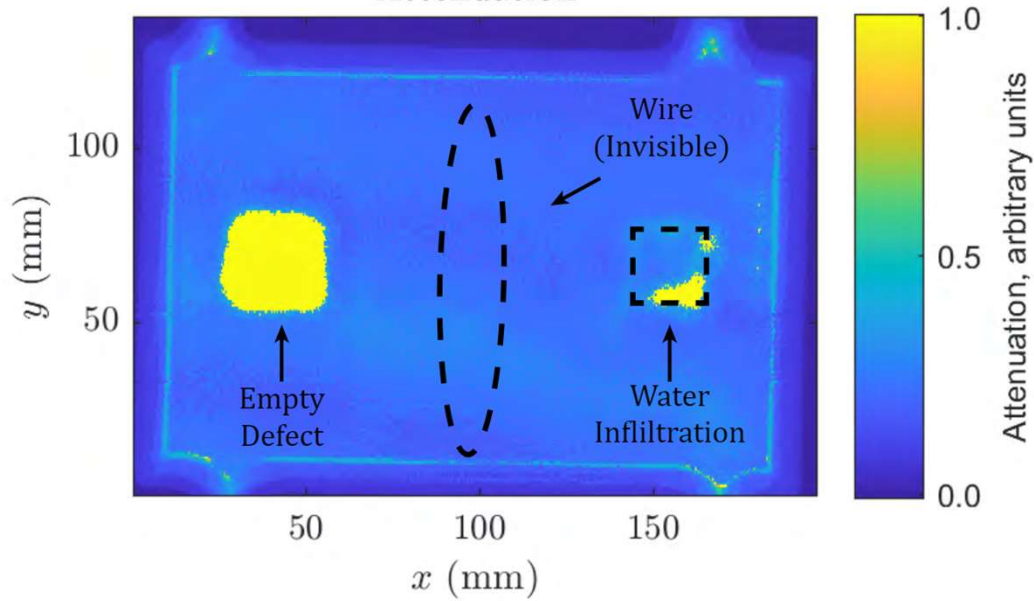 1.0
Attenuation, arbitrary units
Wire
(Invisible)
100
y (mm)
0.5
50
Empty
Defect
Water
Infliltration
0.0
50
100
150
x (mm)